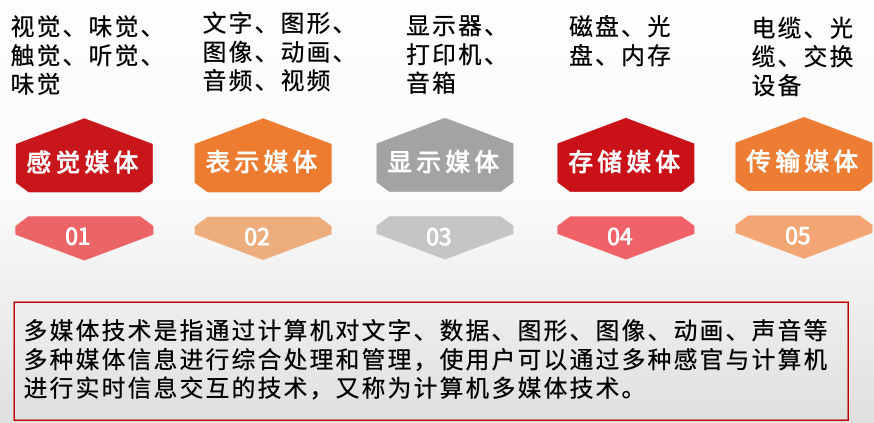 视觉、味觉、
触觉、听觉、
味觉
文字、图形、
图像、动画、
音频、视频
显示器、
打印机、
音箱
磁盘、光
盘、内存
电缆、光
缆、交换
设备
感觉媒体
表示媒体
显示媒体
存储媒体
传输媒体
01
02
03
04
05
多媒体技术是指通过计算机对文字、数据、图形、图像、动画、声音等
多种媒体信息进行综合处理和管理，使用户可以通过多种感官与计算机
进行实时信息交互的技术，又称为计算机多媒体技术。